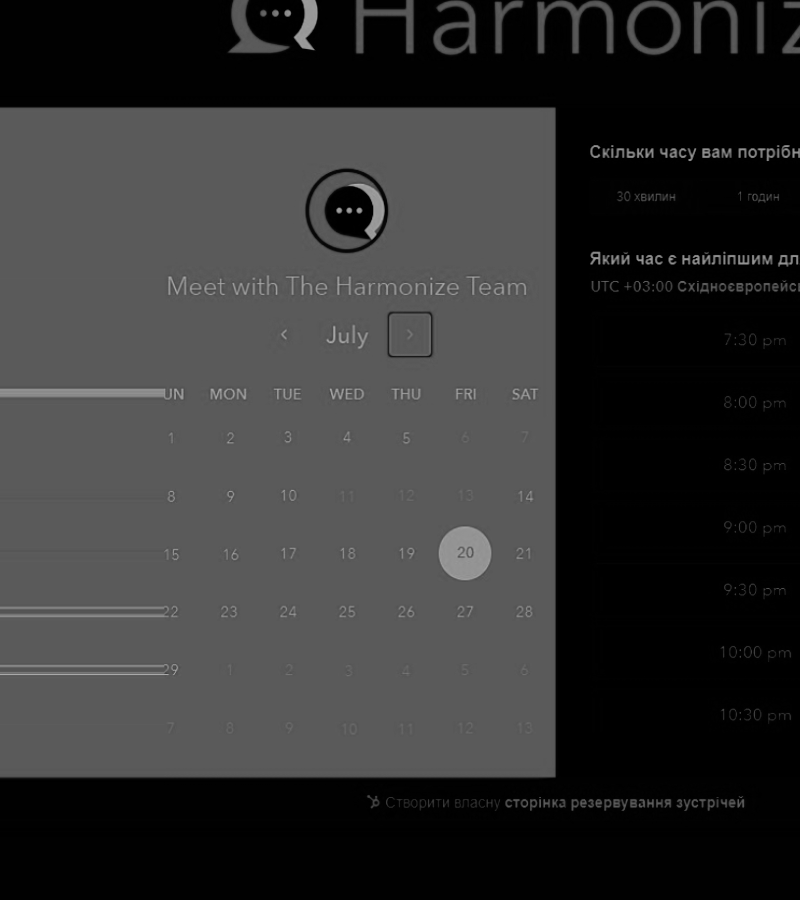 Harmoniz
Meet with The Harmonize Team
‹ July ›
UN MON TUE WED THU FRI SAT
1 2 3 4 5 6 7
8 9 10 11 12 13 14
15 16 17 18 19 20 21
22 23 24 25 26 27 28
29 1 2 3 4 5 6
7 8 9 10 11 12 13
Скільки часу вам потрібн
30 хвилин 1 годин
Який час є найліпшим дл
UTC +03:00 Східноєвропейсь
7:30 pm
8:00 pm
8:30 pm
9:00 pm
9:30 pm
10:00 pm
10:30 pm
Створити власну сторінка резервування зустрічей